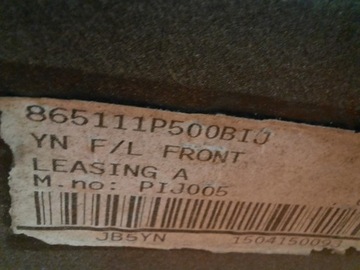 865111P500BIJ
YN F/L FRONT
LEASING A
M.no: PIJ005
JB5YN